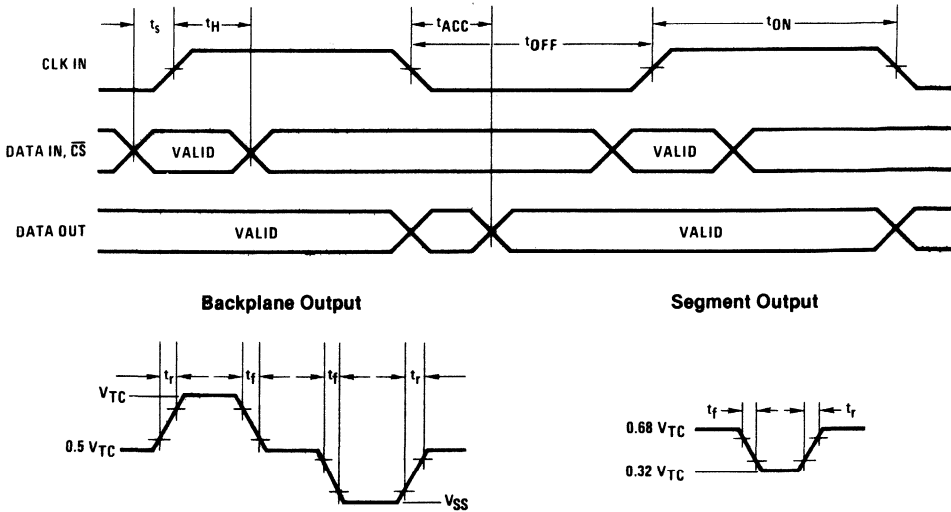 ts tH tACC tOFF tON
CLK IN
DATA IN, CS VALID VALID
DATA OUT VALID VALID
Backplane Output Segment Output
tr tf tf tr
VTC
0.5 VTC
VSS
tf tr
0.68 VTC
0.32 VTC